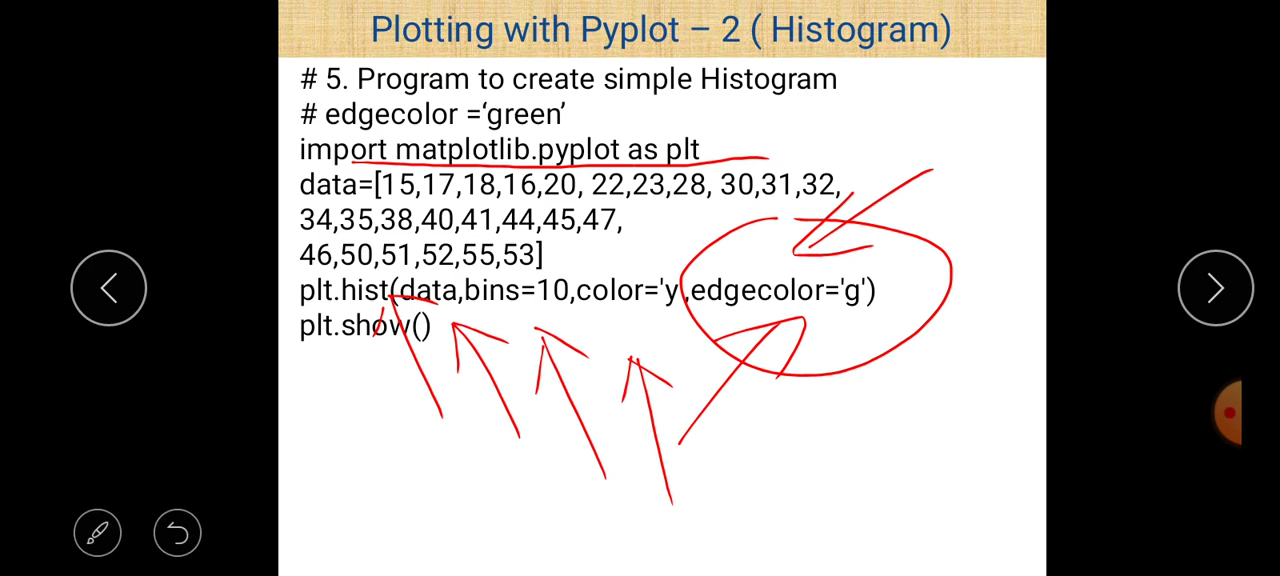 Plotting with Pyplot – 2 ( Histogram)
# 5. Program to create simple Histogram
# edgecolor =‘green’
import matplotlib.pyplot as plt
data=[15,17,18,16,20, 22,23,28, 30,31,32,
34,35,38,40,41,44,45,47,
46,50,51,52,55,53]
plt.hist(data,bins=10,color='y',edgecolor='g')
plt.show()